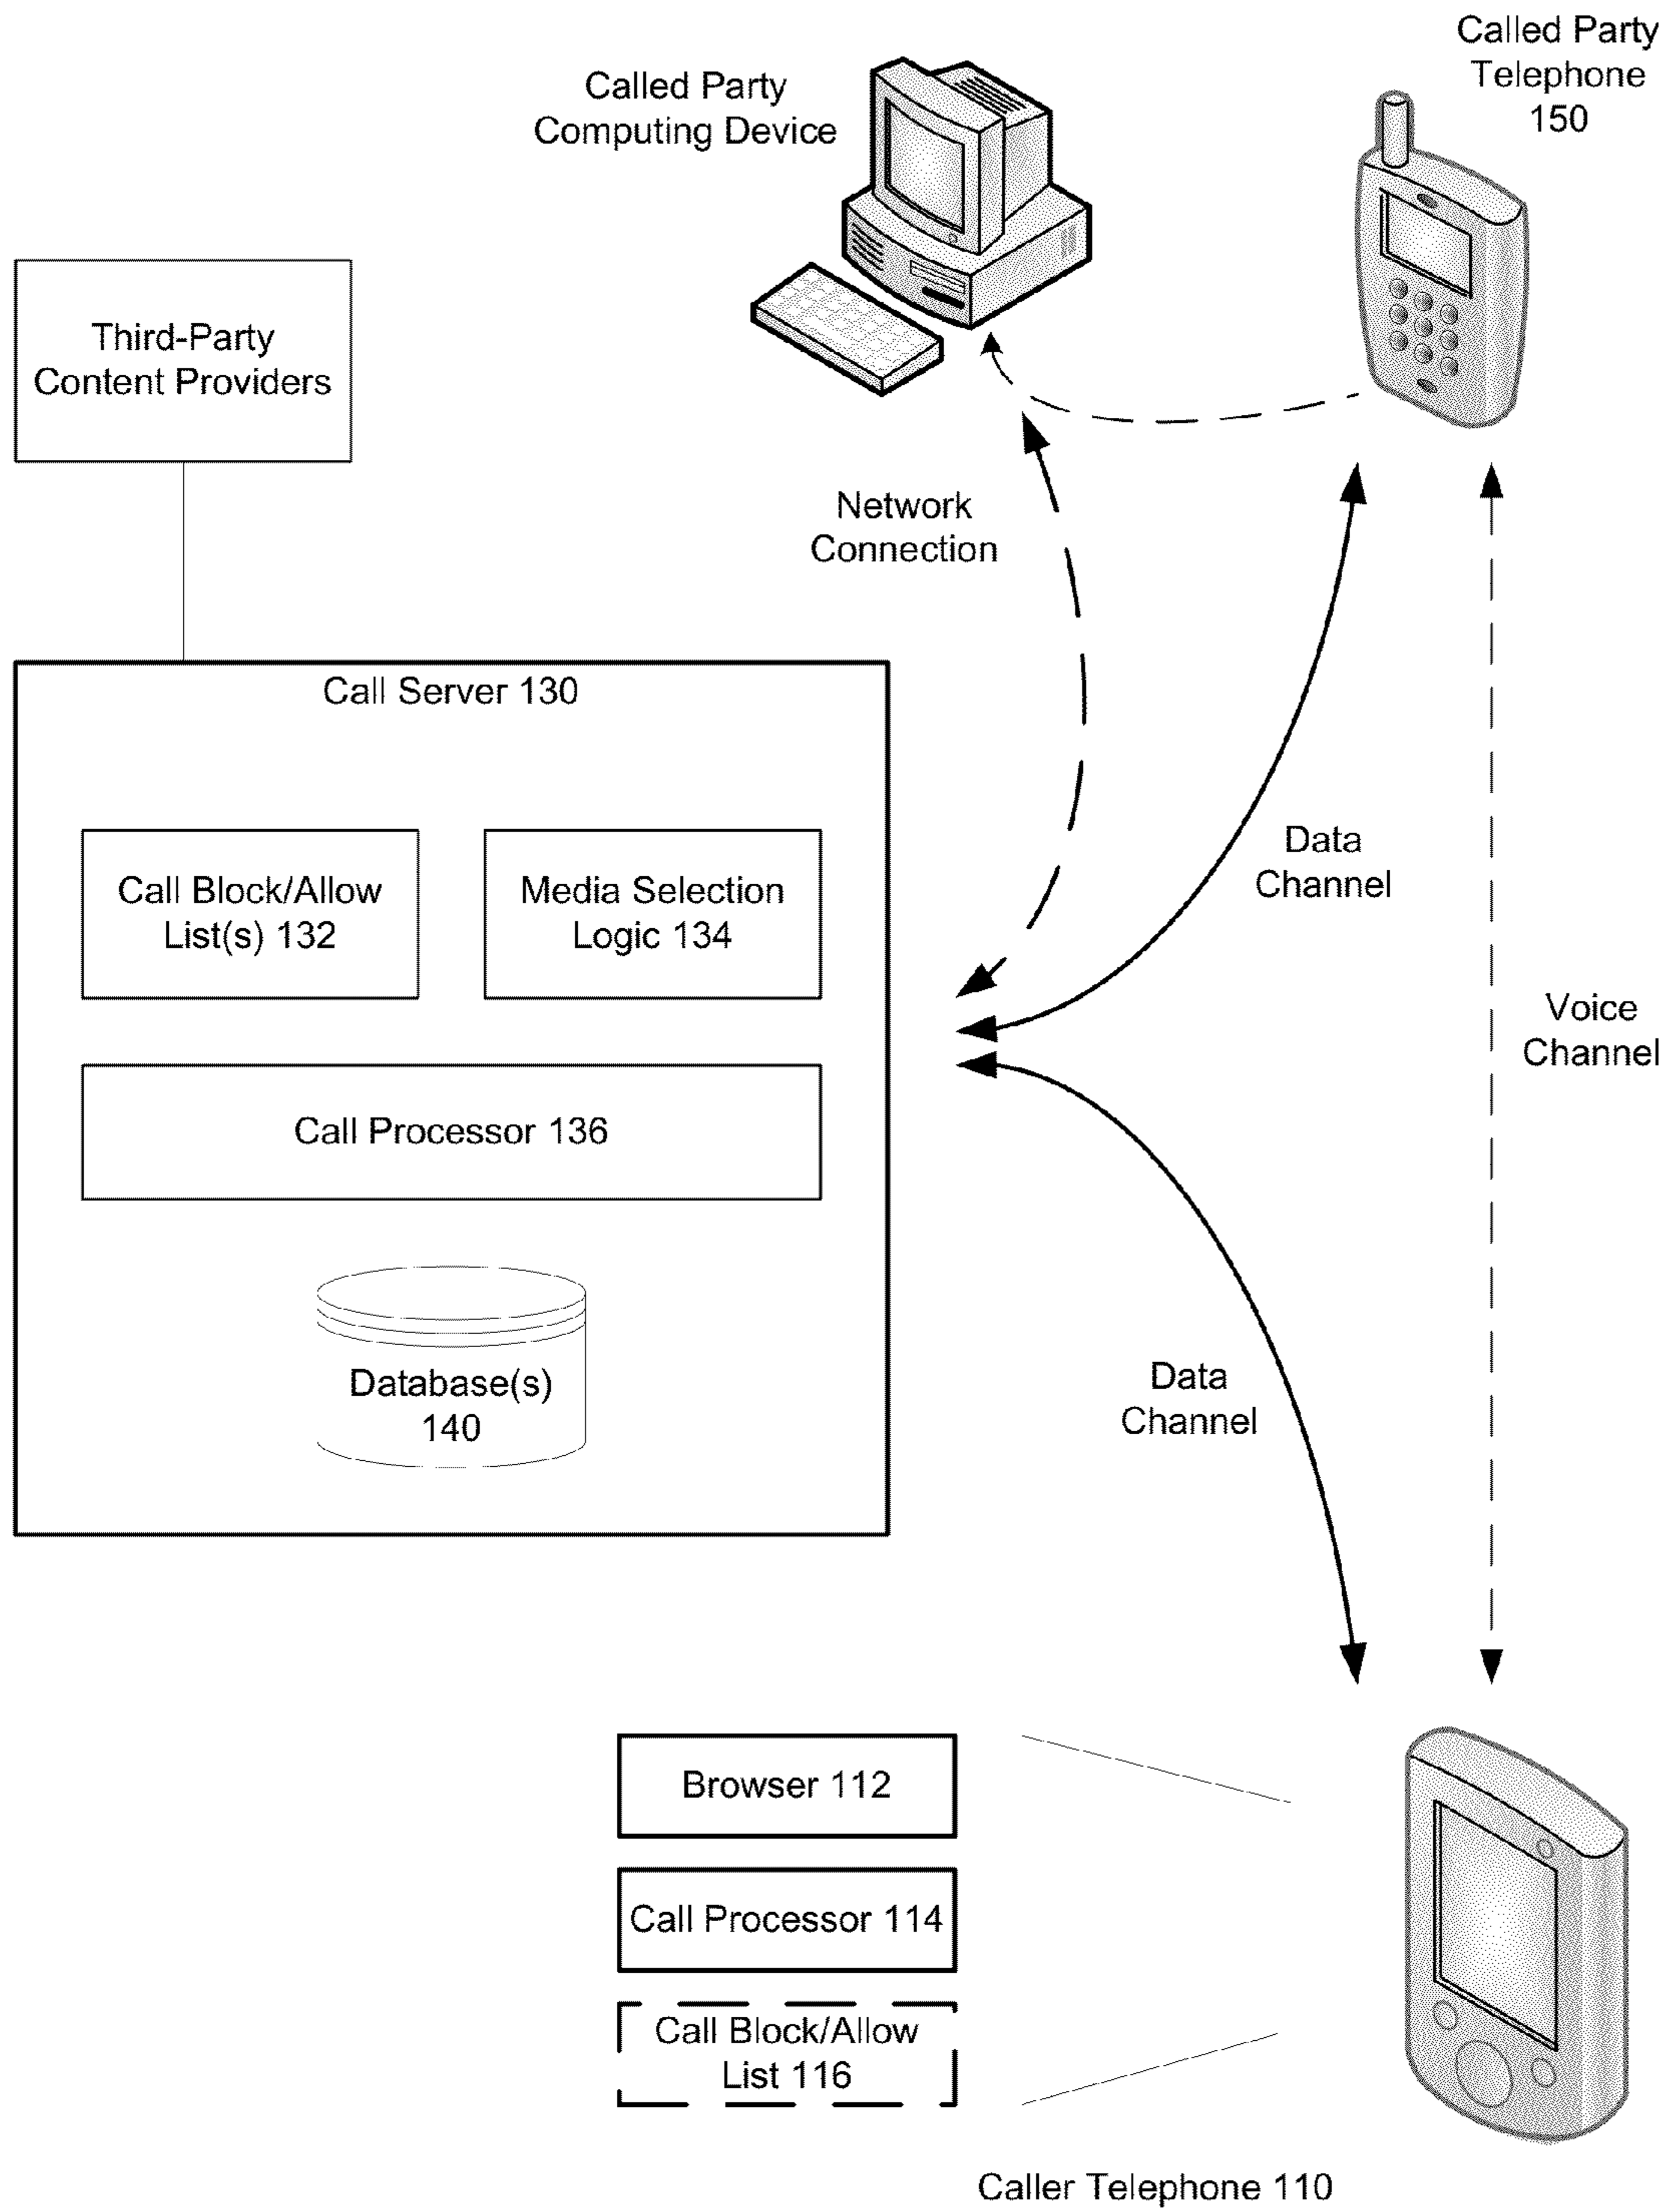 Called Party
Telephone
150
Called Party
Computing Device
Third-Party
Content Providers
Network
Connection
Call Server 130
Call Block/Allow
List(s) 132
Media Selection
Logic 134
Data
Channel
Voice
Channel
Call Processor 136
Database(s)
140
Data
Channel
Browser 112
Call Processor 114
Call Block/Allow
List 116
Caller Telephone 110